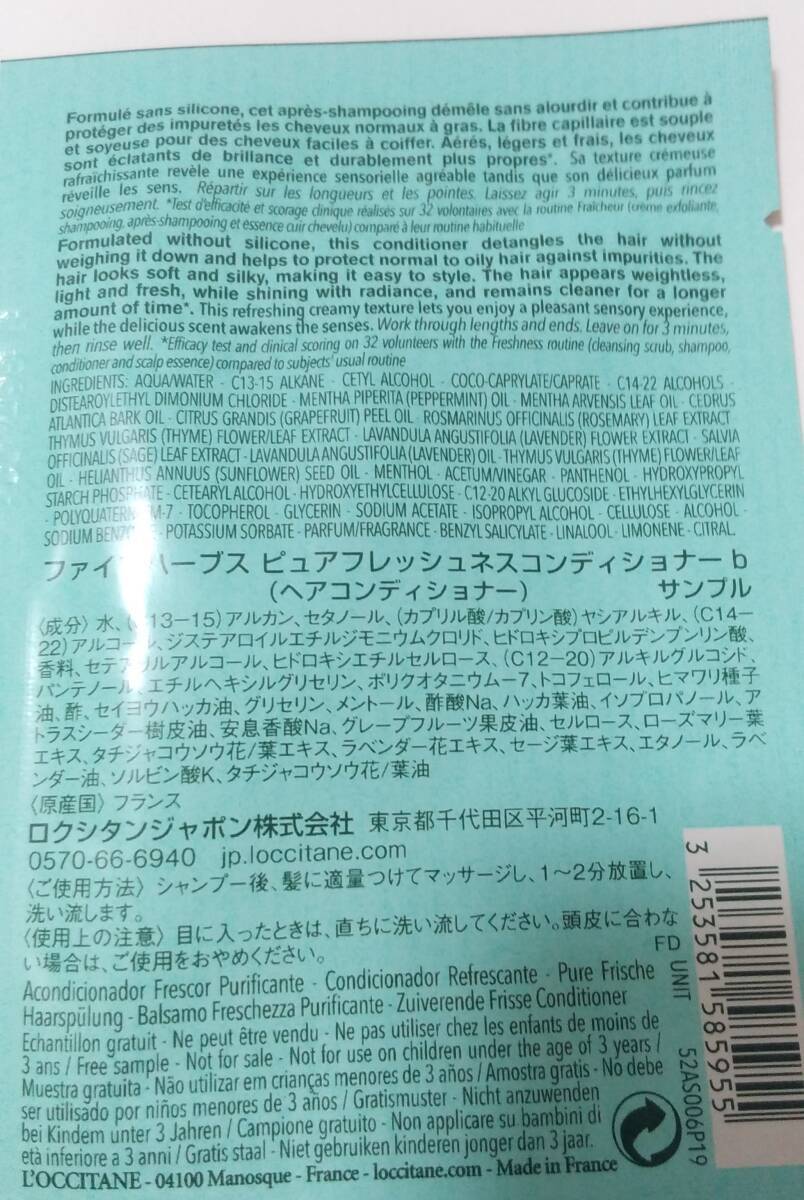 Formulé sans silicone, cet après-shampooing démêle sans alourdir et contribue à
protéger des impuretés les cheveux normaux à gras. La fibre capillaire est souple
et soyeuse pour des cheveux faciles à coiffer. Aérés, légers et frais, les cheveux
sont éclatants de brillance et durablement plus propres*. Sa texture crémeuse
rafraîchissante revèle une expérience sensorielle agréable tandis que son délicieux parfum
réveille les sens. Répartir sur les longueurs et les pointes. Laissez agir 3 minutes, puis rincez
soigneusement. *Test d'efficacité et scorage clinique réalisés sur 32 volontaires avec la routine Fraîcheur (crème exfoliante,
shampooing, après-shampooing et essence cuir chevelu) comparé à leur routine habituelle
Formulated without silicone, this conditioner detangles the hair without
weighing it down and helps to protect normal to oily hair against impurities. The
hair looks soft and silky, making it easy to style. The hair appears weightless,
light and fresh, while shining with radiance, and remains cleaner for a longer
amount of time*. This refreshing creamy texture lets you enjoy a pleasant sensory experience,
while the delicious scent awakens the senses. Work through lengths and ends. Leave on for 3 minutes,
then rinse well. *Efficacy test and clinical scoring on 32 volunteers with the Freshness routine (cleansing scrub, shampoo,
conditioner and scalp essence) compared to subjects' usual routine
INGREDIENTS: AQUA/WATER - C13-15 ALKANE - CETYL ALCOHOL - COCO-CAPRYLATE/CAPRATE - C14-22 ALCOHOLS -
DISTEAROYLETHYL DIMONIUM CHLORIDE - MENTHA PIPERITA (PEPPERMINT) OIL - MENTHA ARVENSIS LEAF OIL - CEDRUS
ATLANTICA BARK OIL - CITRUS GRANDIS (GRAPEFRUIT) PEEL OIL - ROSMARINUS OFFICINALIS (ROSEMARY) LEAF EXTRACT
THYMUS VULGARIS (THYME) FLOWER/LEAF EXTRACT - LAVANDULA ANGUSTIFOLIA (LAVENDER) FLOWER EXTRACT - SALVIA
OFFICINALIS (SAGE) LEAF EXTRACT - LAVANDULA ANGUSTIFOLIA (LAVENDER) OIL - THYMUS VULGARIS (THYME) FLOWER/LEAF
OIL - HELIANTHUS ANNUUS (SUNFLOWER) SEED OIL - MENTHOL - ACETUM/VINEGAR - PANTHENOL - HYDROXYPROPYL
STARCH PHOSPHATE - CETEARYL ALCOHOL - HYDROXYETHYLCELLULOSE - C12-20 ALKYL GLUCOSIDE - ETHYLHEXYLGLYCERIN
- TOCOPHEROL - GLYCERIN - SODIUM ACETATE - ISOPROPYL ALCOHOL - CELLULOSE - ALCOHOL -
SODIUM - POTASSIUM SORBATE - PARFUM/FRAGRANCE - BENZYL SALICYLATE - LINALOOL - LIMONENE - CITRAL.
ファインハーブス ピュアフレッシュネスコンディショナー b
（ヘアコンディショナー） サンプル
〈成分〉水、(C13−15)アルカン、セタノール、(カプリル酸/カプリン酸)ヤシアルキル、(C14−
22)アルコール、ジステアロイルエチルジモニウムクロリド、ヒドロキシプロピルデンプンリン酸、
香料、セテアリルアルコール、ヒドロキシエチルセルロース、(C12−20)アルキルグルコシド、
パンテノール、エチルヘキシルグリセリン、ポリクオタニウム−7、トコフェロール、ヒマワリ種子
油、酢、セイヨウハッカ油、グリセリン、メントール、酢酸Na、ハッカ葉油、イソプロパノール、ア
トラスシーダー樹皮油、安息香酸Na、グレープフルーツ果皮油、セルロース、ローズマリー葉
エキス、タチジャコウソウ花/葉エキス、ラベンダー花エキス、セージ葉エキス、エタノール、ラベ
ンダー油、ソルビン酸K、タチジャコウソウ花/葉油
〈原産国〉フランス
ロクシタンジャポン株式会社 東京都千代田区平河町2-16-1
0570-66-6940 jp.loccitane.com
〈ご使用方法〉シャンプー後、髪に適量つけてマッサージし、1〜2分放置し、
洗い流します。
〈使用上の注意〉目に入ったときは、直ちに洗い流してください。頭皮に合わな
い場合は、ご使用をおやめください。
Acondicionador Frescor Purificante - Condicionador Refrescante - Pure Frische
Haarspülung - Balsamo Freschezza Purificante - Zuiverende Frisse Conditioner
Echantillon gratuit - Ne peut être vendu - Ne pas utiliser chez les enfants de moins de
3 ans / Free sample - Not for sale - Not for use on children under the age of 3 years /
Muestra gratuita - Não utilizar em crianças menores de 3 años / Amostra gratis - No debe
ser utilisádo por niños menores de 3 años / Gratismuster - Nicht anzuwenden
bei Kindem unter 3 Jahren / Campione gratuito - Non applicare su bambini di
età inferiore a 3 anni / Gratis staal - Niet gebruiken kinderen jonger dan 3 jaar.
L'OCCITANE - 04100 Manosque - France - loccitane.com - Made in France
FD UNIT 52AS006P19
3 253581 585955